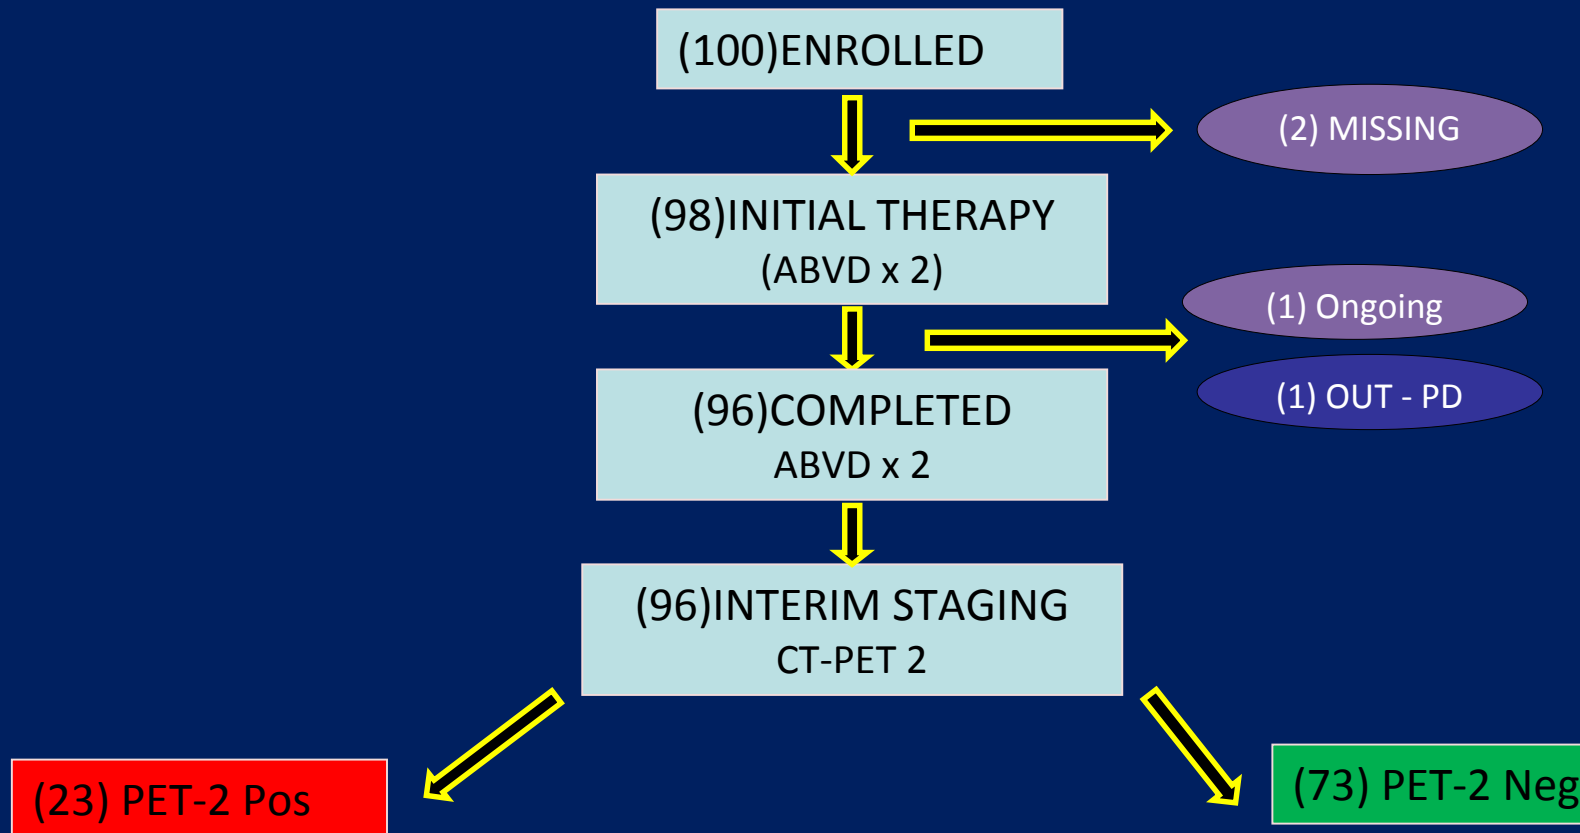 (100)ENROLLED
(2) MISSING
(98)INITIAL THERAPY
(ABVD x 2)
(1) Ongoing
(1) OUT - PD
(96)COMPLETED
ABVD x 2
(96)INTERIM STAGING
CT-PET 2
(23) PET-2 Pos
(73) PET-2 Neg